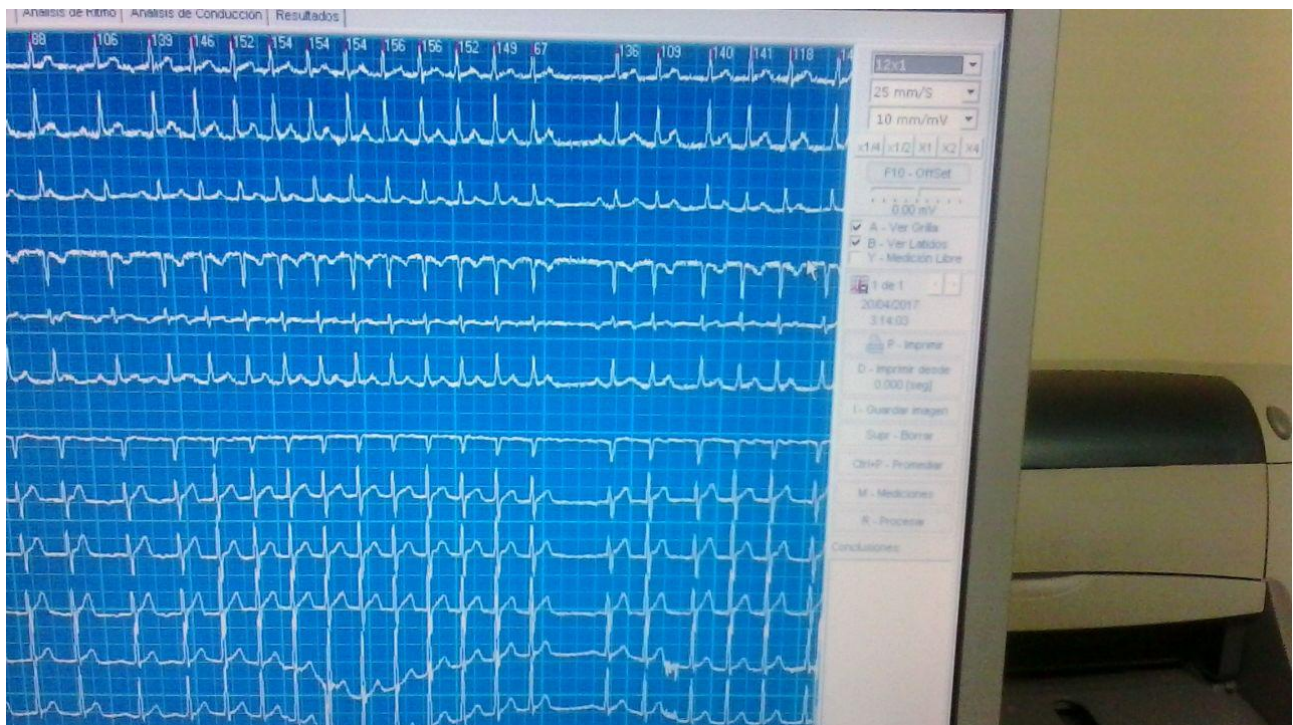 Análisis de Ritmo | Análisis de Conducción | Resultados
88 106 139 146 152 154 154 154 156 156 152 149 67 136 109 140 141 118
12x1
25 mm/S
10 mm/mV
x1/4 x1/2 X1 X2 X4
F10 - OffSet
0.00 mV
A - Ver Grilla
B - Ver Latidos
Y - Medición Libre
1 de 1
20/04/2017
3:14:03
P - Imprimir
D - Imprimir desde
0.000 [seg]
I - Guardar imagen
Supr - Borrar
Ctrl+P - Promediar
M - Mediciones
R - Procesar
Conclusiones: